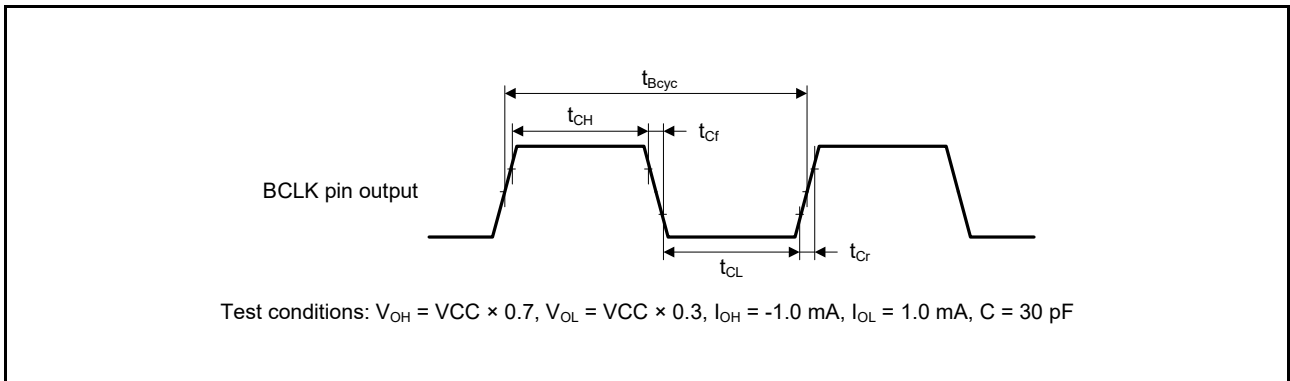 tBcyc
tCH
tCf
BCLK pin output
tCL
tCr
Test conditions: VOH = VCC × 0.7, VOL = VCC × 0.3, IOH = -1.0 mA, IOL = 1.0 mA, C = 30 pF